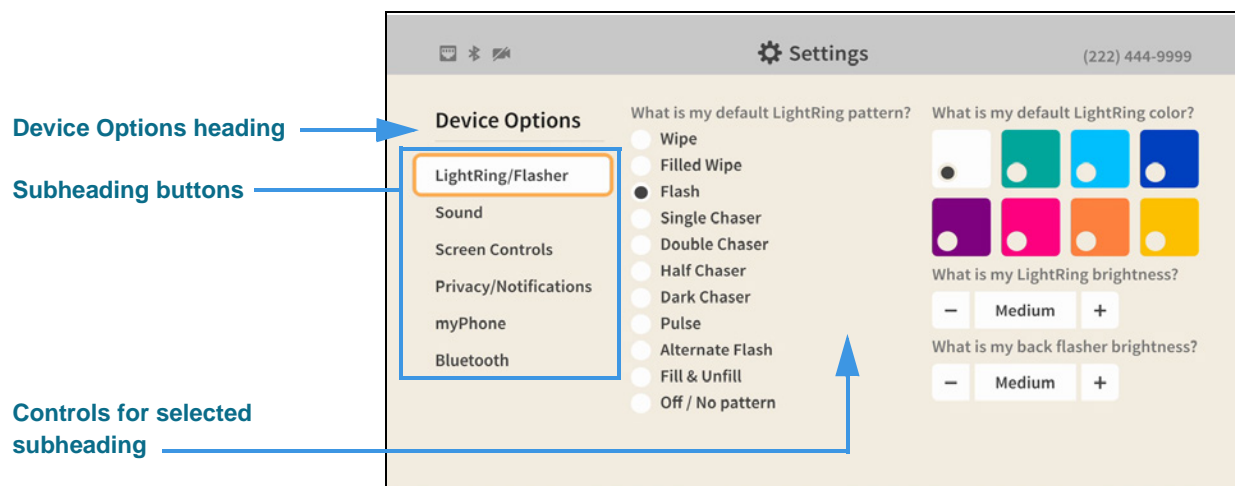 Settings
(222) 444-9999
Device Options heading
Subheading buttons
Controls for selected
subheading
Device Options
LightRing/Flasher
Sound
Screen Controls
Privacy/Notifications
myPhone
Bluetooth
What is my default LightRing pattern?
Wipe
Filled Wipe
Flash
Single Chaser
Double Chaser
Half Chaser
Dark Chaser
Pulse
Alternate Flash
Fill & Unfill
Off / No pattern
What is my default LightRing color?
What is my LightRing brightness?
− Medium +
What is my back flasher brightness?
− Medium +